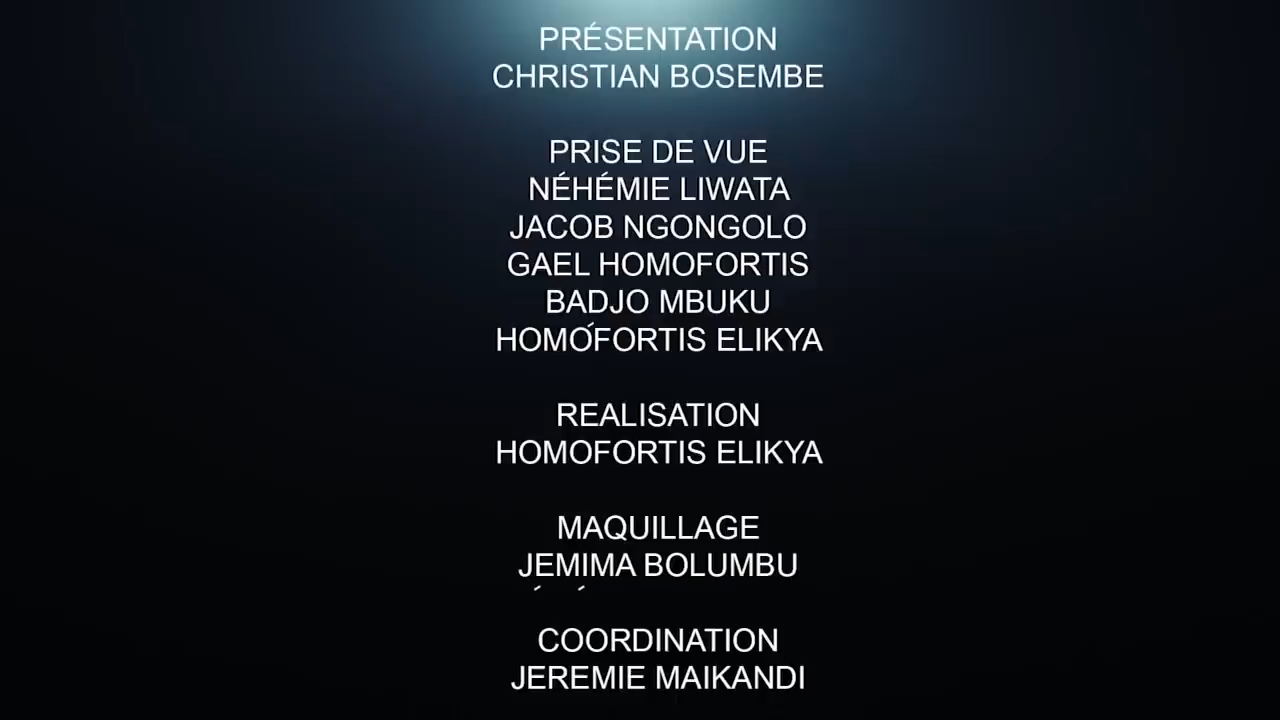 PRÉSENTATION
CHRISTIAN BOSEMBE
PRISE DE VUE
NÉHÉMIE LIWATA
JACOB NGONGOLO
GAEL HOMOFORTIS
BADJO MBUKU
HOMOFORTIS ELIKYA
REALISATION
HOMOFORTIS ELIKYA
MAQUILLAGE
JEMIMA BOLUMBU
COORDINATION
JEREMIE MAIKANDI